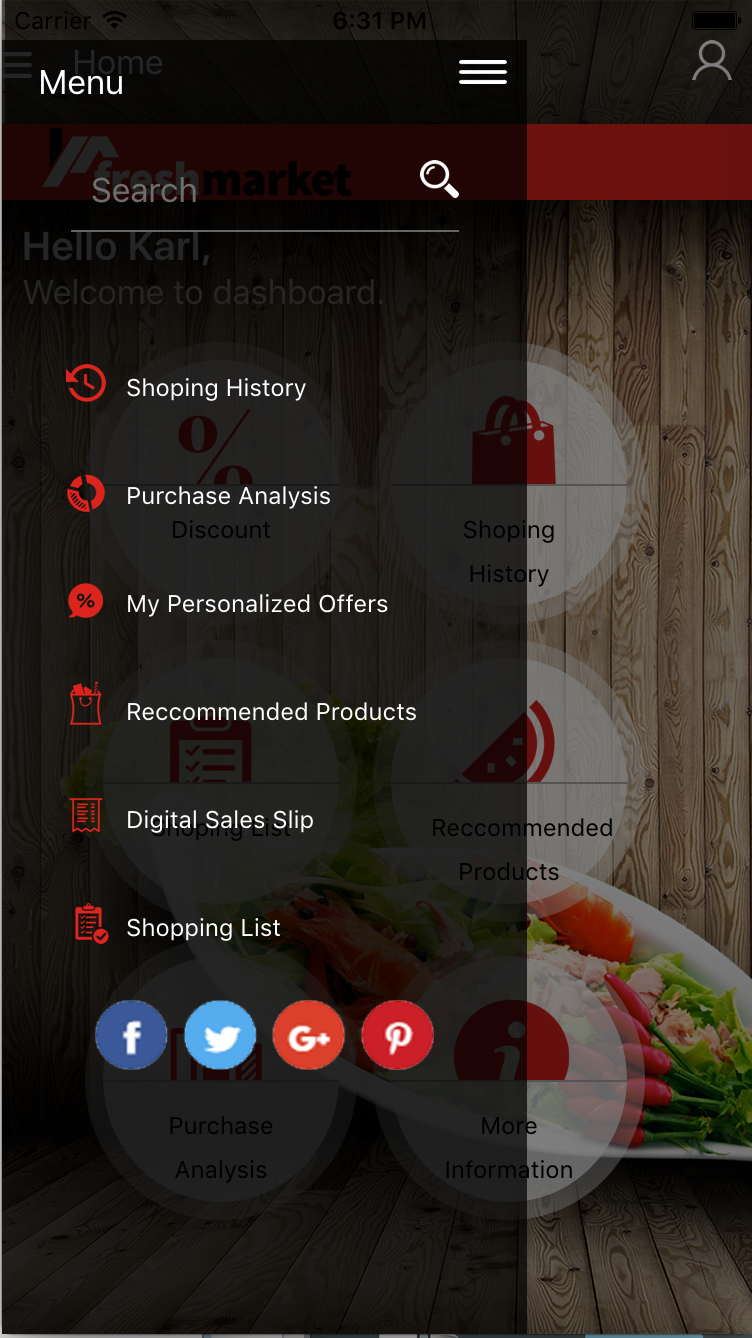 Carrier 6:31 PM
Home
Menu
freshmarket
Search
Hello Karl,
Welcome to dashboard.
Shoping History
Purchase Analysis
Discount
Shoping
History
My Personalized Offers
Reccommended Products
Digital Sales Slip
Shoping List
Reccommended
Products
Shopping List
f
G+
Purchase
Analysis
More
Information